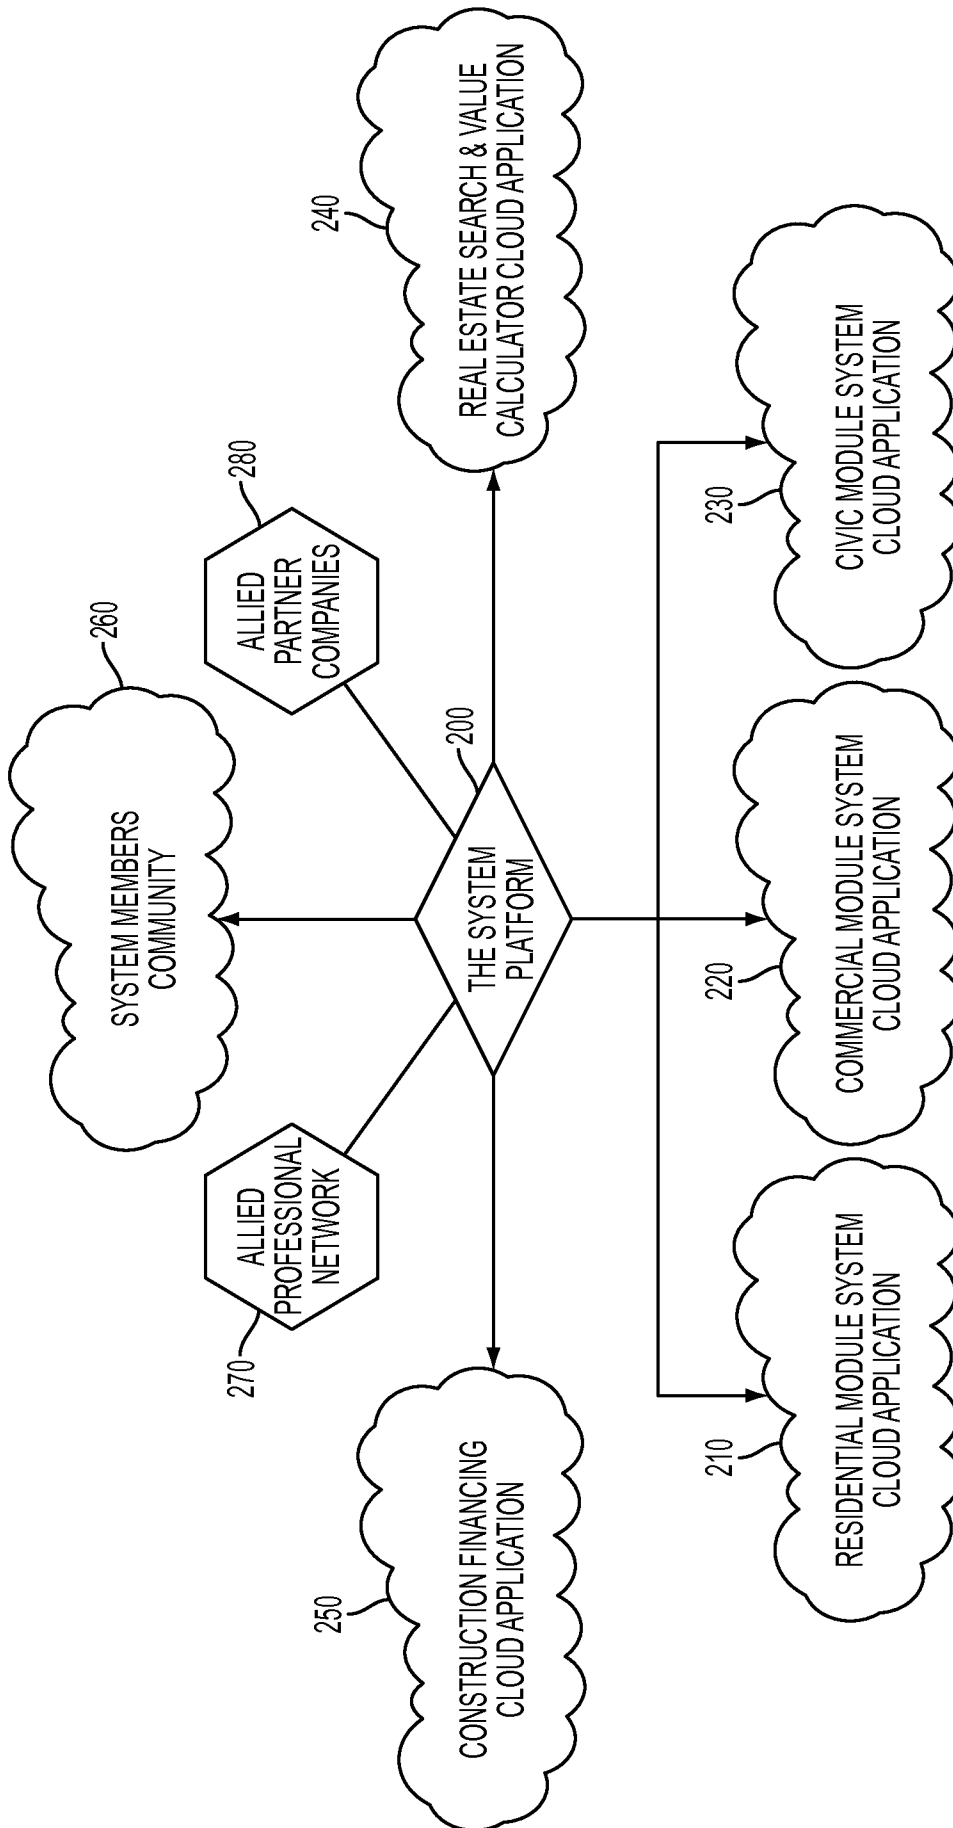 260
SYSTEM MEMBERS
COMMUNITY
270
ALLIED
PROFESSIONAL
NETWORK
280
ALLIED
PARTNER
COMPANIES
250
CONSTRUCTION FINANCING
CLOUD APPLICATION
200
THE SYSTEM
PLATFORM
240
REAL ESTATE SEARCH & VALUE
CALCULATOR CLOUD APPLICATION
210
RESIDENTIAL MODULE SYSTEM
CLOUD APPLICATION
220
COMMERCIAL MODULE SYSTEM
CLOUD APPLICATION
230
CIVIC MODULE SYSTEM
CLOUD APPLICATION